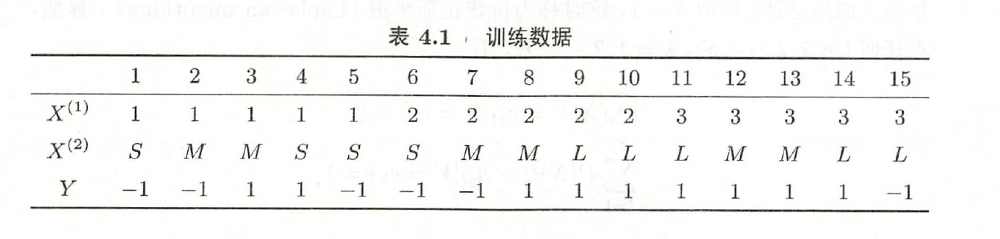 表 4.1 训练数据
1 2 3 4 5 6 7 8 9 10 11 12 13 14 15
X(1) 1 1 1 1 1 2 2 2 2 2 3 3 3 3 3
X(2) S M M S S S M M L L L M M L L
Y −1 −1 1 1 −1 −1 −1 1 1 1 1 1 1 1 −1